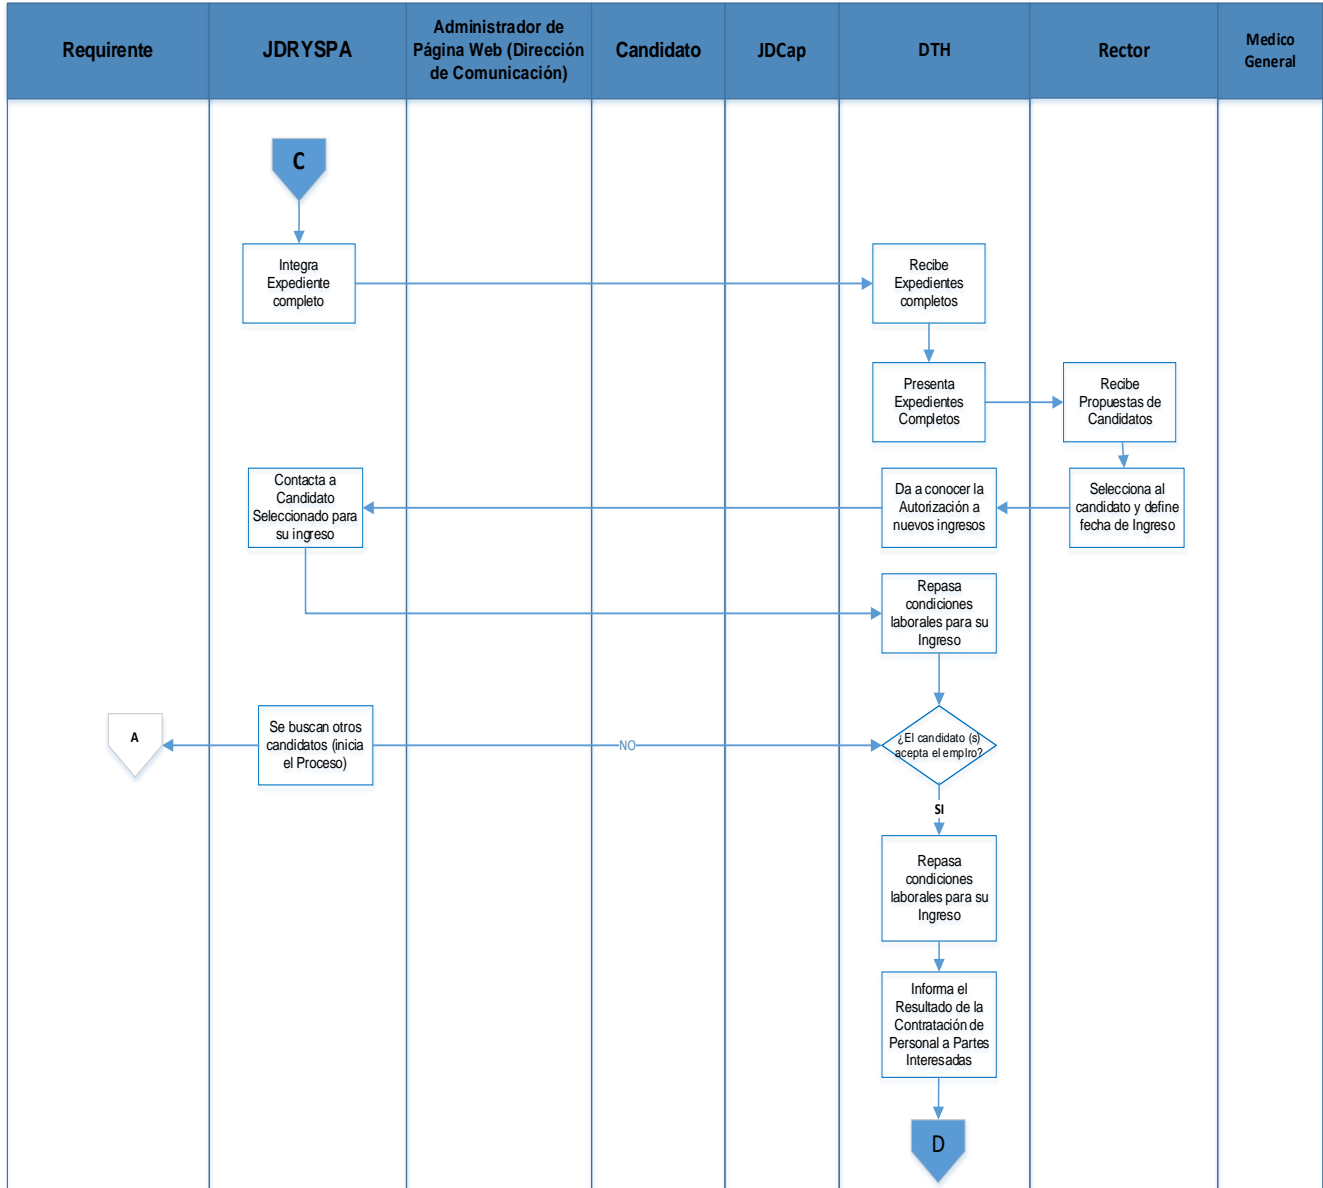 Requirente
JDRYSPA
Administrador de
Página Web (Dirección
de Comunicación)
Candidato
JDCap
DTH
Rector
Medico
General
C
Integra
Expediente
completo
Recibe
Expedientes
completos
Presenta
Expedientes
Completos
Recibe
Propuestas de
Candidatos
Contacta a
Candidato
Seleccionado para
su ingreso
Da a conocer la
Autorización a
nuevos ingresos
Selecciona al
candidato y define
fecha de Ingreso
Repasa
condiciones
laborales para su
Ingreso
A
Se buscan otros
candidatos (inicia
el Proceso)
NO
¿El candidato (s)
acepta el emplro?
SI
Repasa
condiciones
laborales para su
Ingreso
Informa el
Resultado de la
Contratación de
Personal a Partes
Interesadas
D